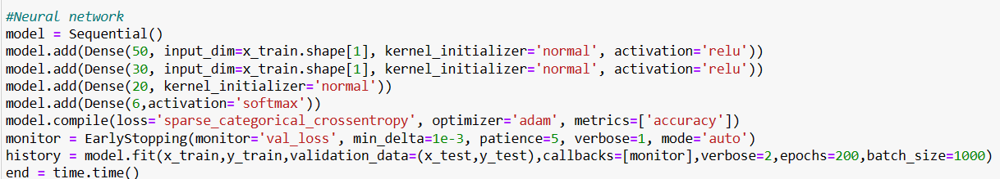 #Neural network
model = Sequential()
model.add(Dense(50, input_dim=x_train.shape[1], kernel_initializer='normal', activation='relu'))
model.add(Dense(30, input_dim=x_train.shape[1], kernel_initializer='normal', activation='relu'))
model.add(Dense(20, kernel_initializer='normal'))
model.add(Dense(6,activation='softmax'))
model.compile(loss='sparse_categorical_crossentropy', optimizer='adam', metrics=['accuracy'])
monitor = EarlyStopping(monitor='val_loss', min_delta=1e-3, patience=5, verbose=1, mode='auto')
history = model.fit(x_train,y_train,validation_data=(x_test,y_test),callbacks=[monitor],verbose=2,epochs=200,batch_size=1000)
end = time.time()